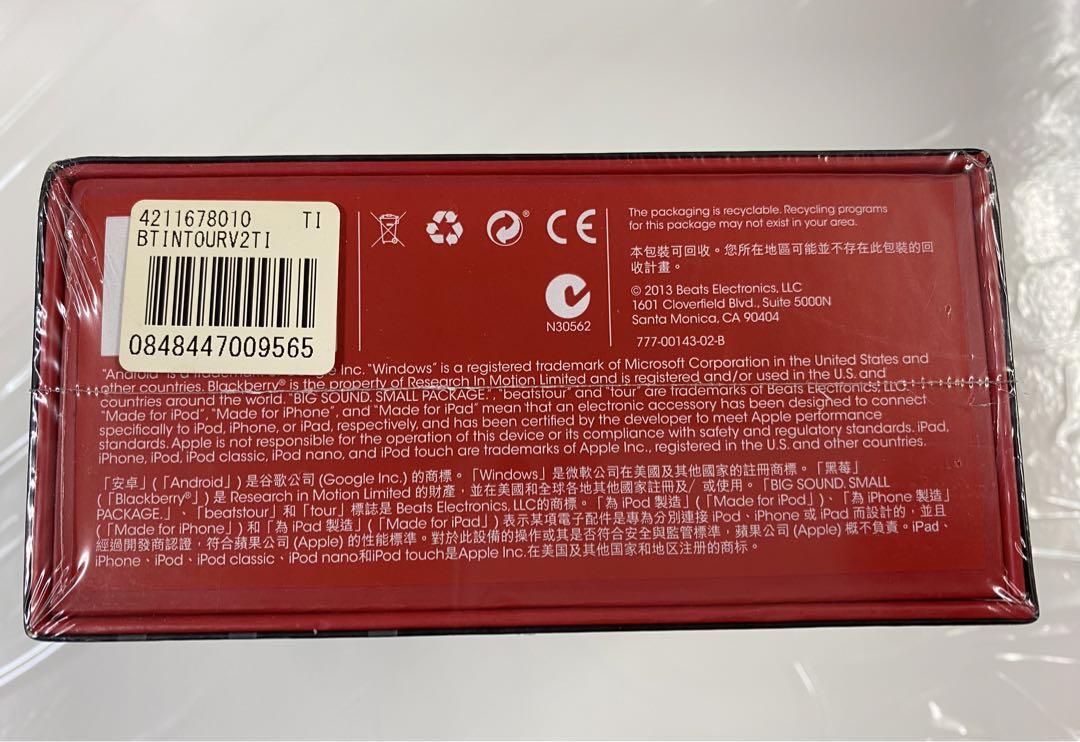 4211678010 TI
BTINTOURV2TI
0848447009565
CE
N30562
The packaging is recyclable. Recycling programs
for this package may not exist in your area.
本包裝可回收。您所在地區可能並不存在此包裝的回
收計畫。
© 2013 Beats Electronics, LLC
1601 Cloverfield Blvd., Suite 5000N
Santa Monica, CA 90404
777-00143-02-B
"Android" is a trademark of Google Inc. "Windows" is a registered trademark of Microsoft Corporation in the United States and
other countries. Blackberry® is the property of Research In Motion Limited and is registered and/or used in the U.S. and
countries around the world. "BIG SOUND. SMALL PACKAGE.", "beatstour" and "tour" are trademarks of Beats Electronics, LLC.
"Made for iPod", "Made for iPhone", and "Made for iPad" mean that an electronic accessory has been designed to connect
specifically to iPod, iPhone, or iPad, respectively, and has been certified by the developer to meet Apple performance
standards. Apple is not responsible for the operation of this device or its compliance with safety and regulatory standards. iPad,
iPhone, iPod, iPod classic, iPod nano, and iPod touch are trademarks of Apple Inc., registered in the U.S. and other countries.
「安卓」(「Android」) 是谷歌公司 (Google Inc.) 的商標。「Windows」是微軟公司在美國及其他國家的註冊商標。「黑莓」
(「Blackberry®」) 是 Research in Motion Limited 的財產，並在美國和全球各地其他國家註冊及/ 或使用。「BIG SOUND. SMALL
PACKAGE.」、「beatstour」和「tour」標誌是 Beats Electronics, LLC的商標。「為 iPod 製造」(「Made for iPod」)、「為 iPhone 製造」
(「Made for iPhone」) 和「為 iPad 製造」(「Made for iPad」) 表示某項電子配件是專為分別連接 iPod、iPhone 或 iPad 而設計的，並且
經過開發商認證，符合蘋果公司 (Apple) 的性能標準。對於此設備的操作或其是否符合安全與監管標準，蘋果公司 (Apple) 概不負責。iPad、
iPhone、iPod、iPod classic、iPod nano和iPod touch是Apple Inc.在美国及其他国家和地区注册的商标。